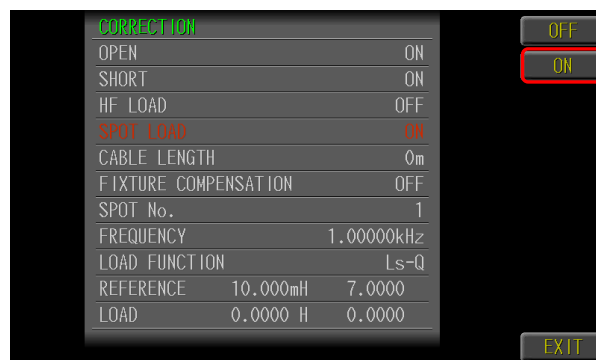 CORRECTION
OPEN ON
SHORT ON
HF LOAD OFF
SPOT LOAD ON
CABLE LENGTH 0m
FIXTURE COMPENSATION OFF
SPOT No. 1
FREQUENCY 1.00000kHz
LOAD FUNCTION Ls-Q
REFERENCE 10.000mH 7.0000
LOAD 0.0000 H 0.0000
OFF
ON
EXIT